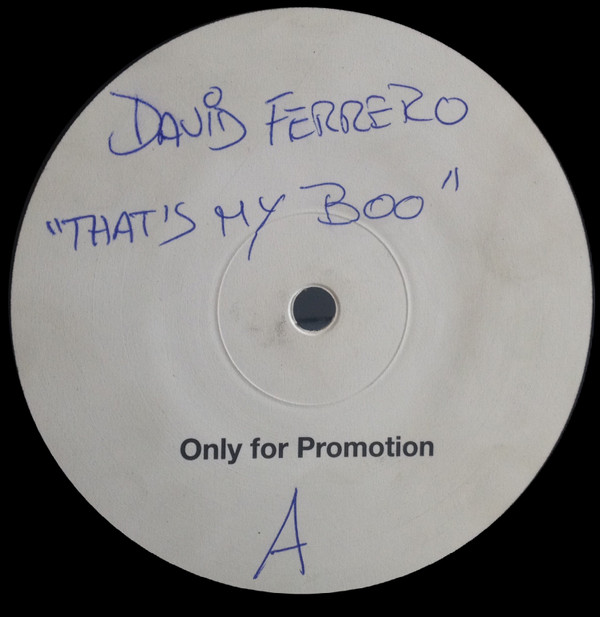 DAViD FERRERO
"THAT'S MY BOO"
Only for Promotion
A